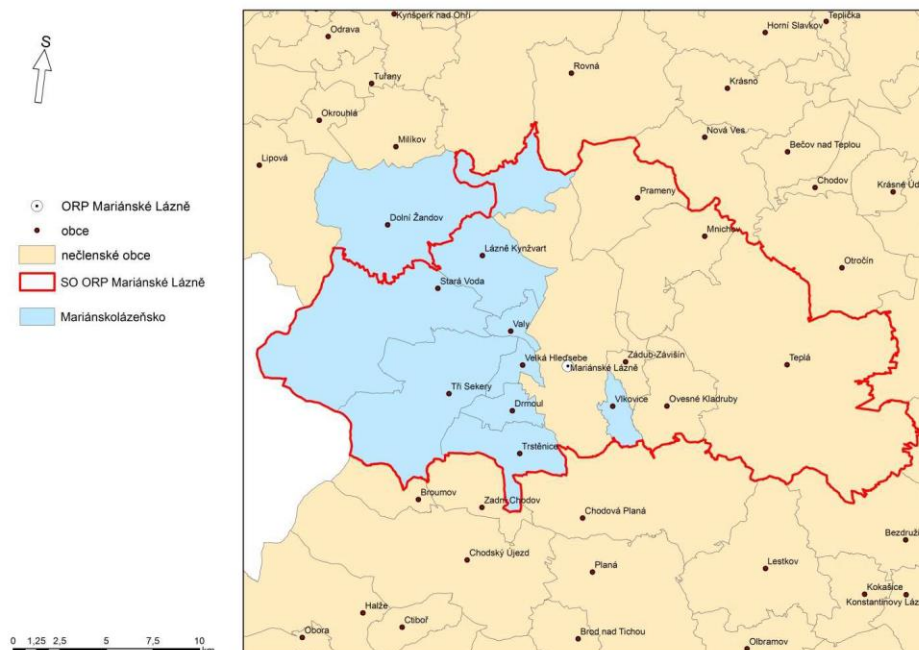 S
ORP Mariánské Lázně
obce
nečlenské obce
SO ORP Mariánské Lázně
Mariánskolázeňsko
0 1,25 2,5 5 7,5 10
Kynšperk nad Ohří
Odrava
Teplička
Horní Slavkov
Tuřany
Rovná
Krásno
Okrouhlá
Milíkov
Nová Ves
Lipová
Bečov nad Teplou
Chodov
Krásné Úd
Prameny
Dolní Žandov
Mnichov
Lázně Kynžvart
Otročín
Stará Voda
Valy
Velká Hleďsebe
Zádub-Závišín
Mariánské Lázně
Teplá
Tři Sekery
Drmoul
Vlkovice
Ovesné Kladruby
Trstěnice
Broumov
Zadní Chodov
Chodová Planá
Bezdruži
Chodský Újezd
Planá
Lestkov
Kokašice
Konstantinovy Láz
Halže
Ctiboř
Obora
Brod nad Tichou
Olbramov